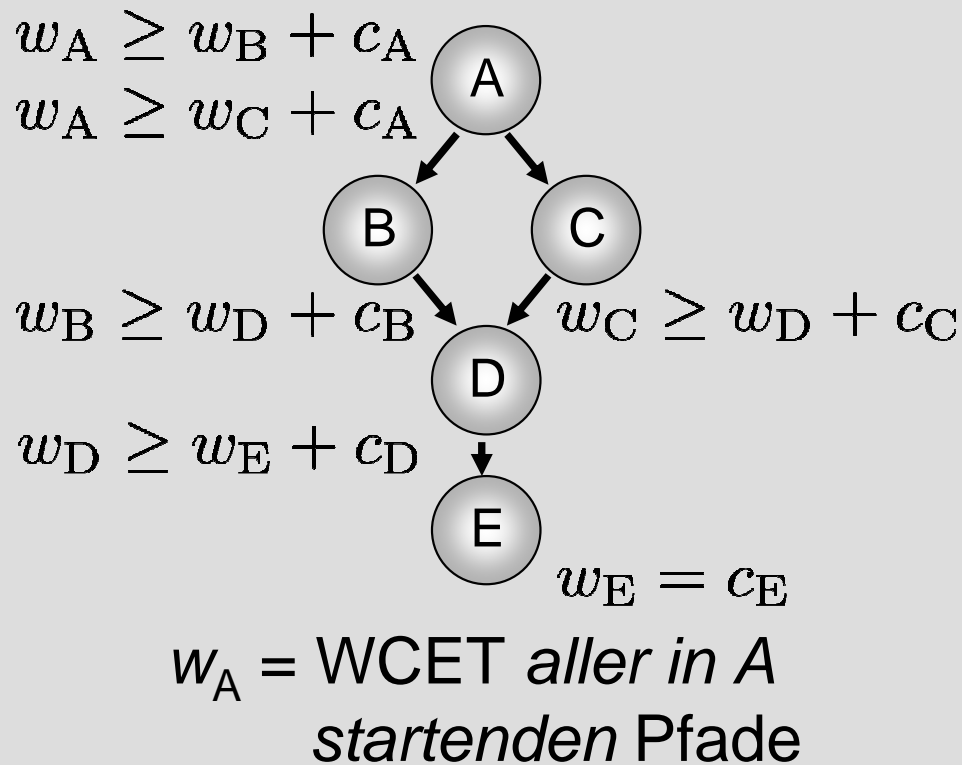 w_A ≥ w_B + c_A
A
w_A ≥ w_C + c_A
B
C
w_B ≥ w_D + c_B
w_C ≥ w_D + c_C
D
w_D ≥ w_E + c_D
E
w_E = c_E
w_A = WCET aller in A
startenden Pfade